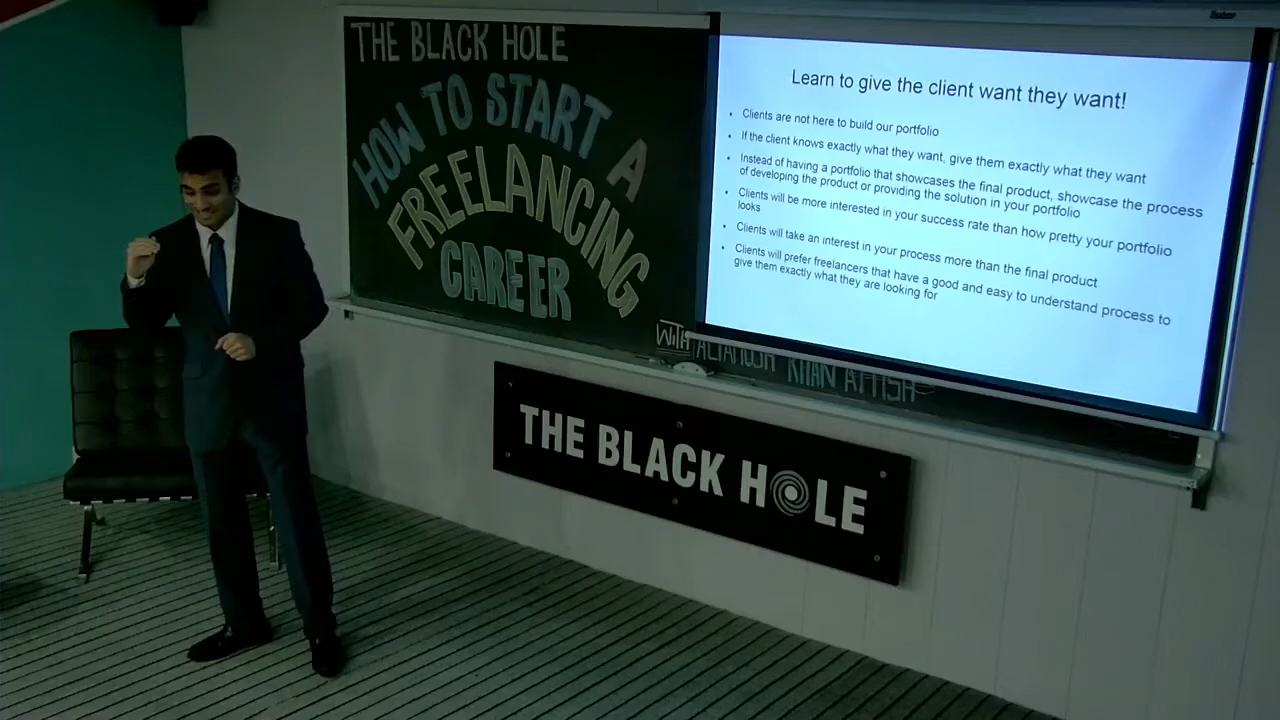 THE BLACK HOLE
HOW TO START A
FREELANCING
CAREER
Learn to give the client want they want!
Clients are not here to build our portfolio
If the client knows exactly what they want, give them exactly what they want
Instead of having a portfolio that showcases the final product, showcase the process
of developing the product or providing the solution in your portfolio
Clients will be more interested in your success rate than how pretty your portfolio
looks
Clients will take an interest in your process more than the final product
Clients will prefer freelancers that have a good and easy to understand process to
give them exactly what they are looking for
WITH KHAN
THE BLACK HOLE